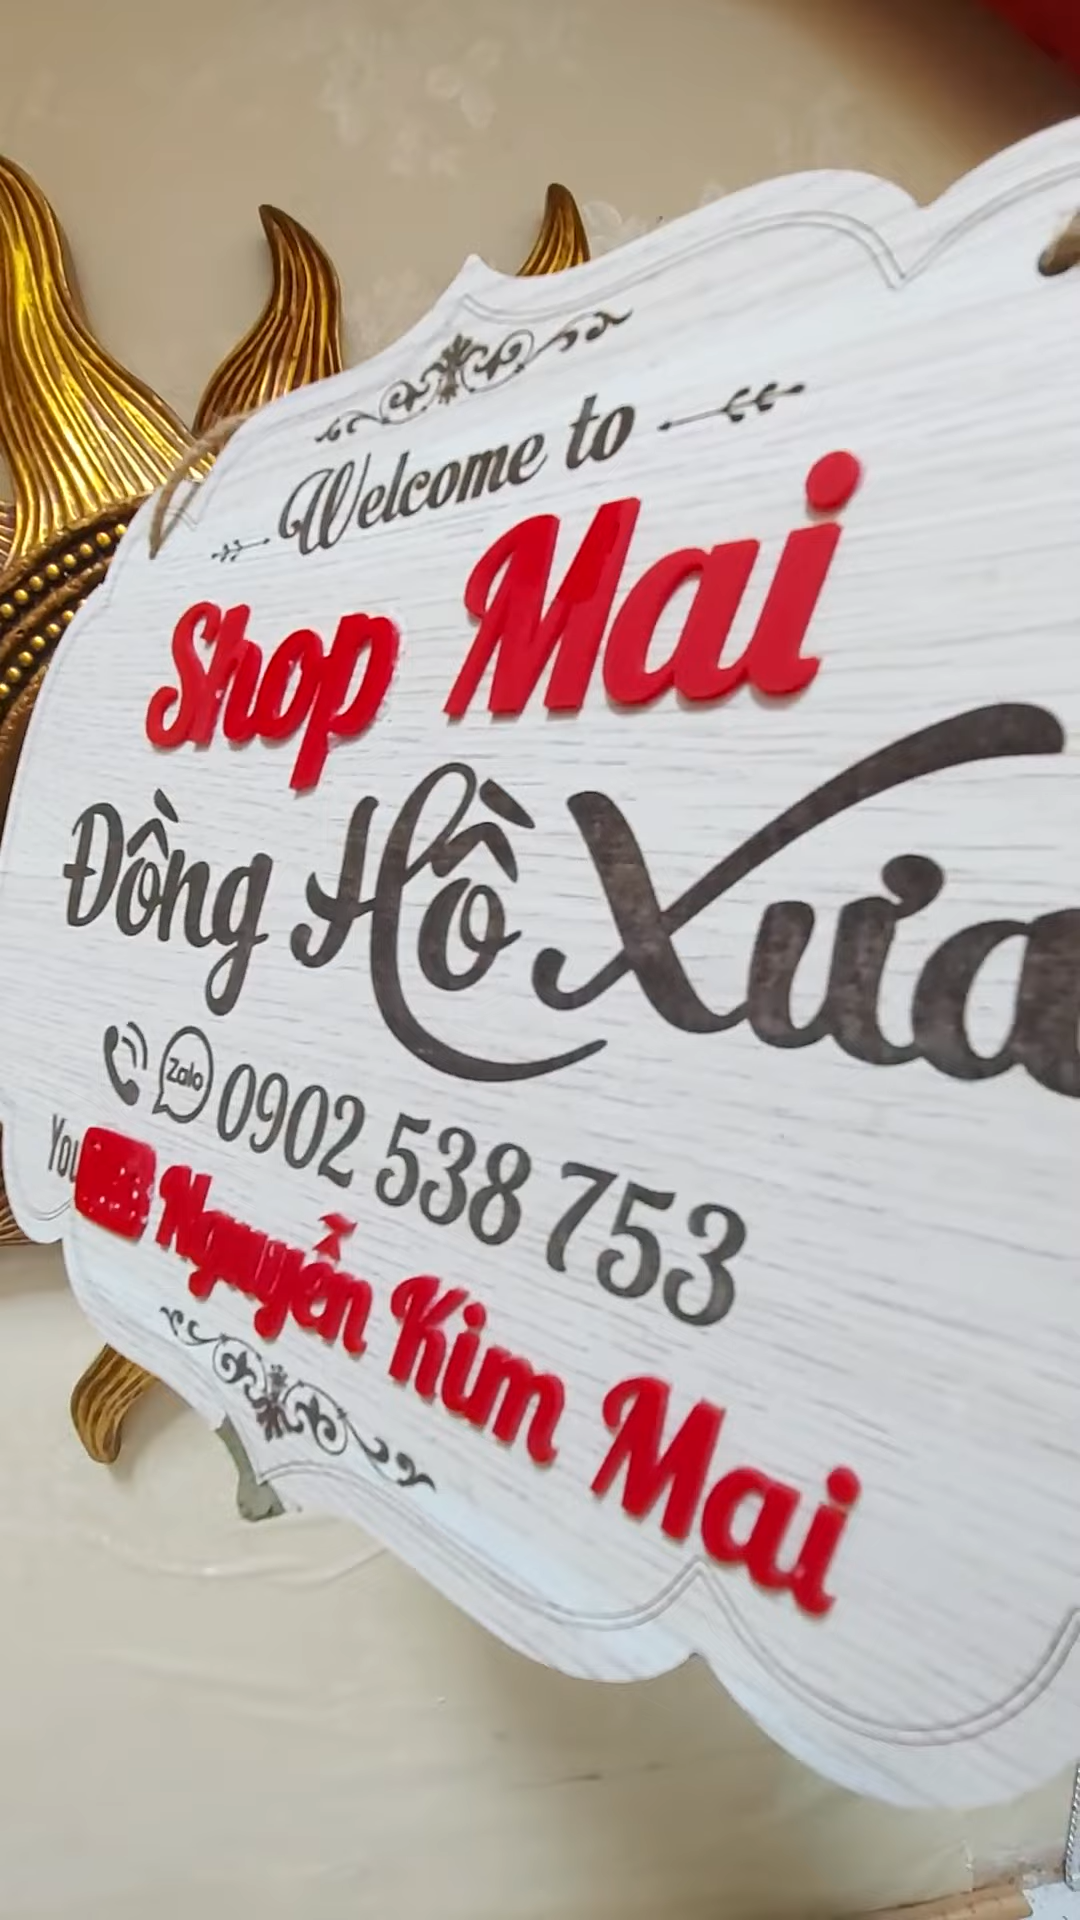 Welcome to
Shop Mai
Đồng Hồ Xưa
Zalo 0902 538 753
You Nguyễn Kim Mai